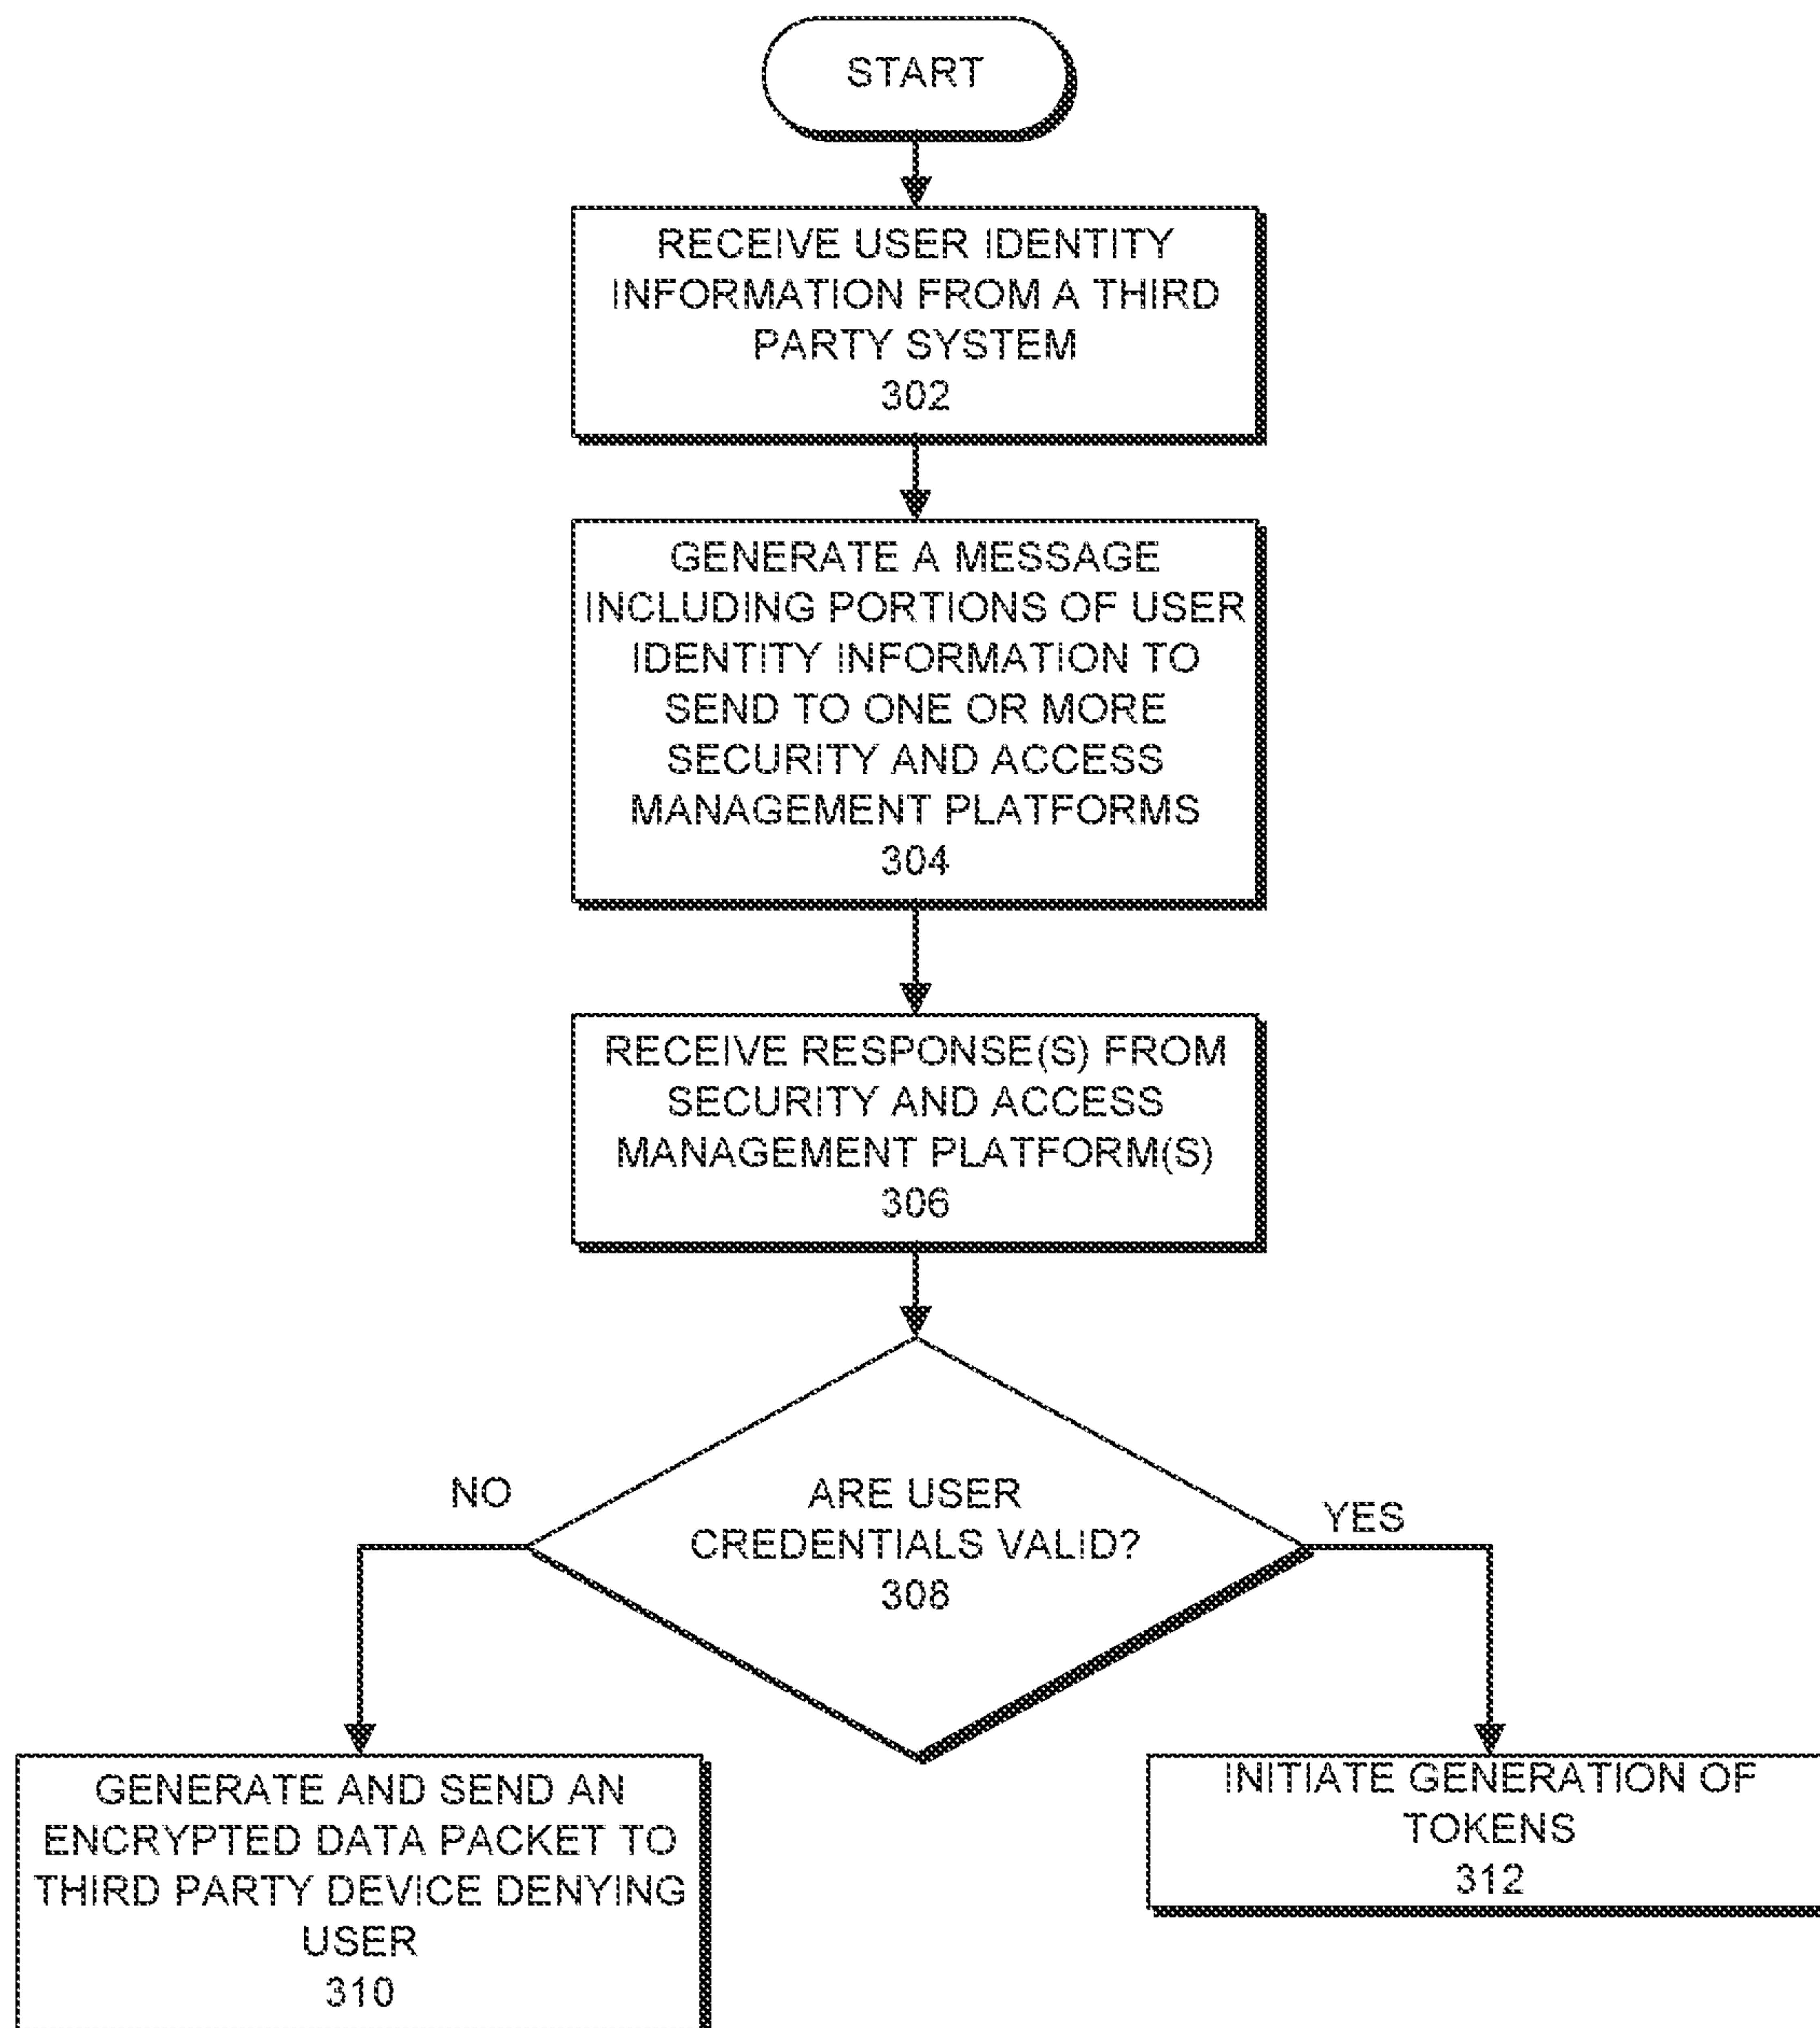 START
RECEIVE USER IDENTITY
INFORMATION FROM A THIRD
PARTY SYSTEM
302
GENERATE A MESSAGE
INCLUDING PORTIONS OF USER
IDENTITY INFORMATION TO
SEND TO ONE OR MORE
SECURITY AND ACCESS
MANAGEMENT PLATFORMS
304
RECEIVE RESPONSE(S) FROM
SECURITY AND ACCESS
MANAGEMENT PLATFORM(S)
306
ARE USER
CREDENTIALS VALID?
308
NO
YES
GENERATE AND SEND AN
ENCRYPTED DATA PACKET TO
THIRD PARTY DEVICE DENYING
USER
310
INITIATE GENERATION OF
TOKENS
312